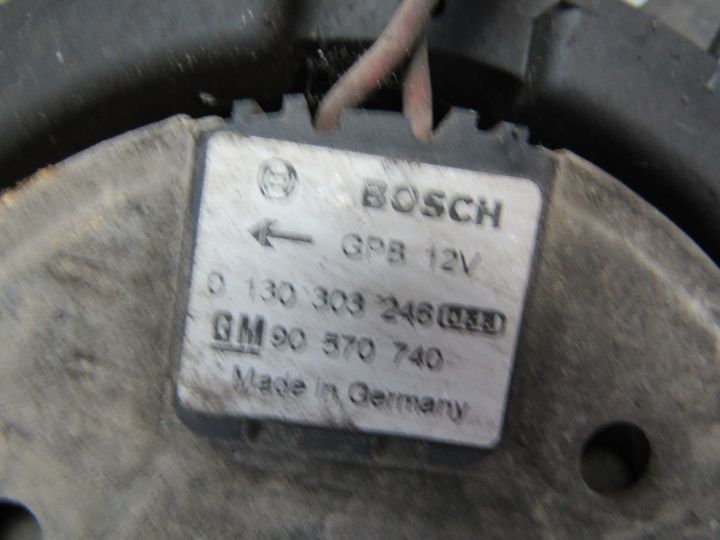 BOSCH
GPB 12V
0 130 303 246
GM 90 570 740
Made in Germany